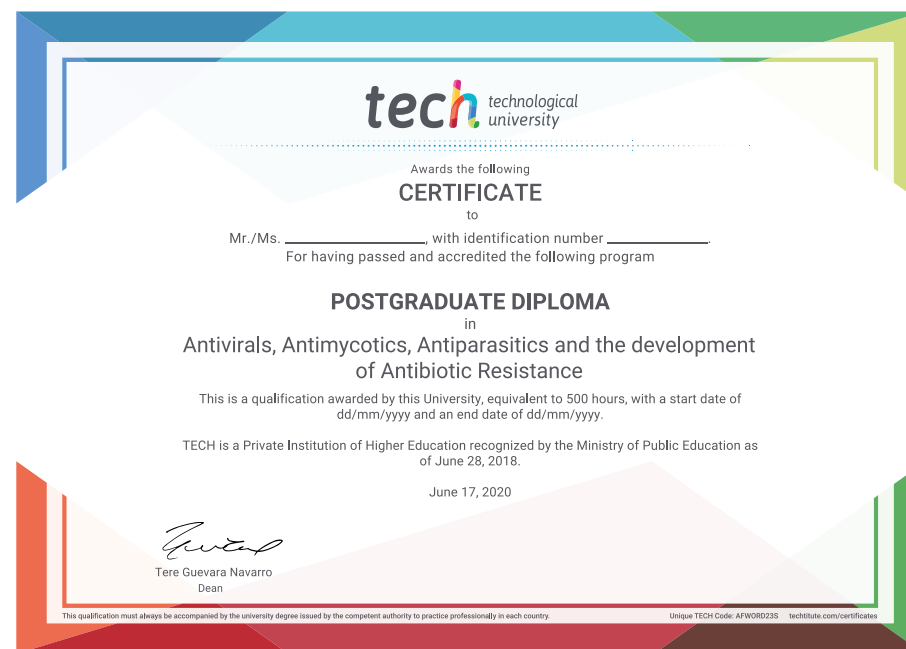 tech technological
university
Awards the following
CERTIFICATE
to
Mr./Ms. ____________________, with identification number ______________.
For having passed and accredited the following program
POSTGRADUATE DIPLOMA
in
Antivirals, Antimycotics, Antiparasitics and the development
of Antibiotic Resistance
This is a qualification awarded by this University, equivalent to 500 hours, with a start date of
dd/mm/yyyy and an end date of dd/mm/yyyy.
TECH is a Private Institution of Higher Education recognized by the Ministry of Public Education as
of June 28, 2018.
June 17, 2020
Tere Guevara Navarro
Dean
This qualification must always be accompanied by the university degree issued by the competent authority to practice professionally in each country.
Unique TECH Code: AFWORD23S techtitute.com/certificates